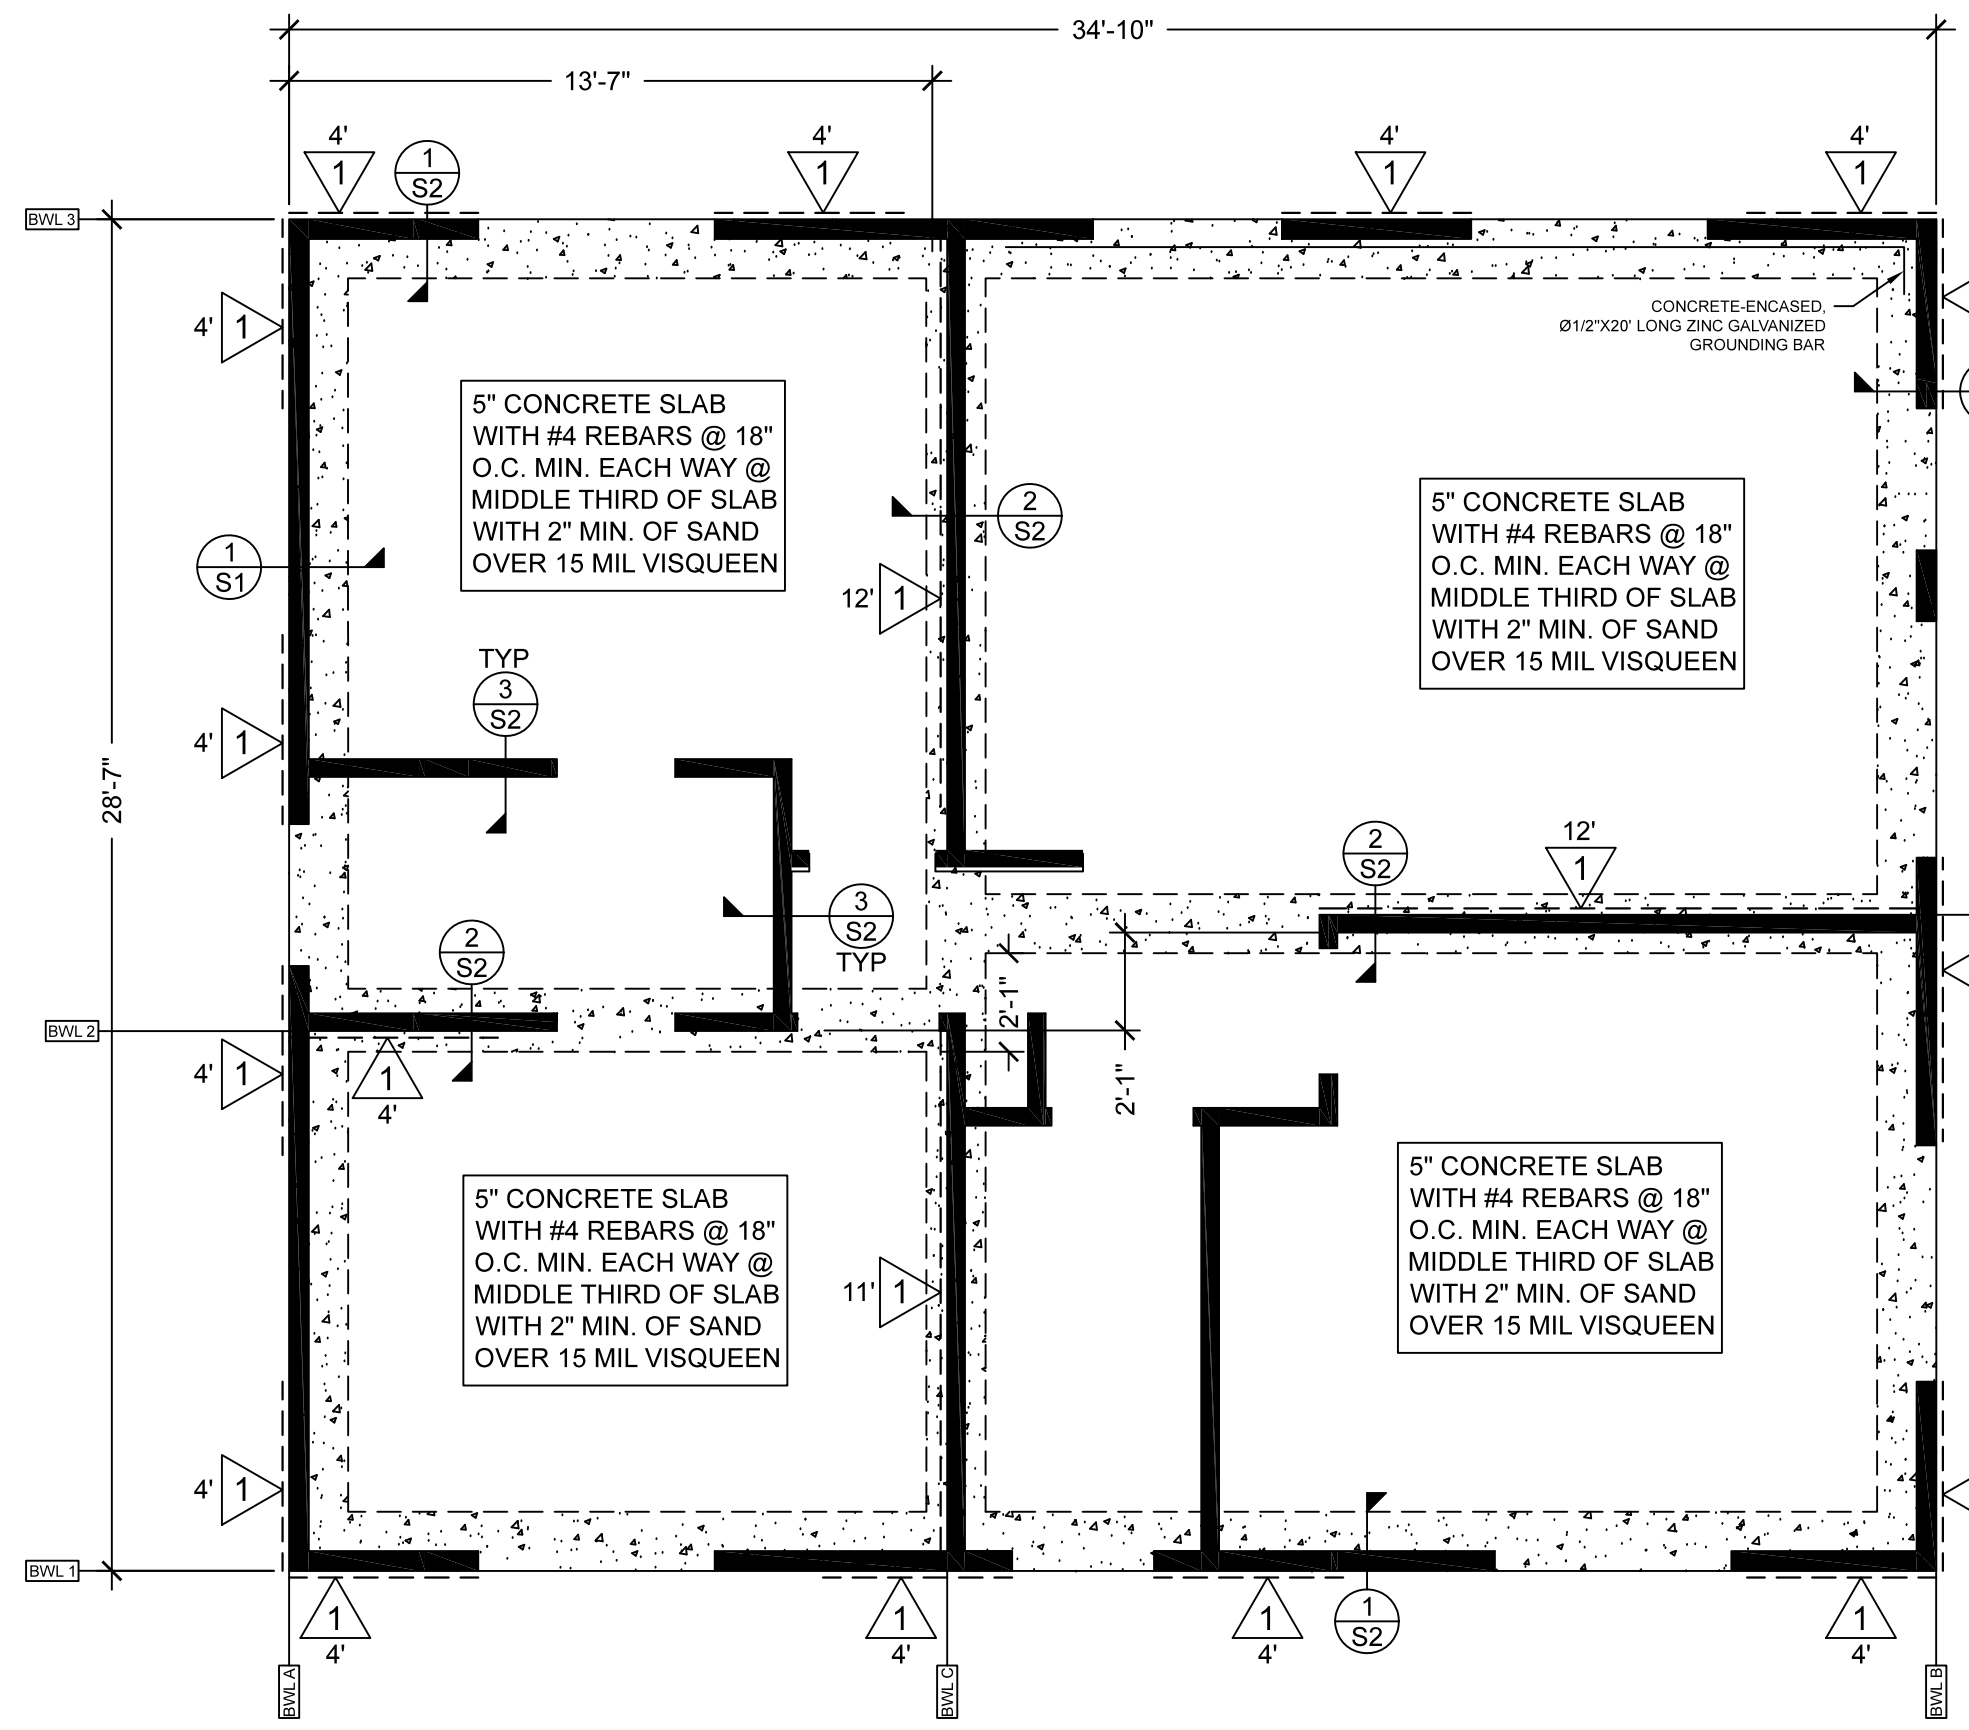 34'-10"
13'-7"
4'
4'
4'
4'
1
1
1
1
1
S2
BWL 3
4'
1
CONCRETE-ENCASED,
Ø1/2"X20' LONG ZINC GALVANIZED
GROUNDING BAR
5" CONCRETE SLAB
WITH #4 REBARS @ 18"
O.C. MIN. EACH WAY @
MIDDLE THIRD OF SLAB
WITH 2" MIN. OF SAND
OVER 15 MIL VISQUEEN
5" CONCRETE SLAB
WITH #4 REBARS @ 18"
O.C. MIN. EACH WAY @
MIDDLE THIRD OF SLAB
WITH 2" MIN. OF SAND
OVER 15 MIL VISQUEEN
2
S2
1
S1
12'
1
TYP
3
S2
4'
1
28'-7"
2
S2
12'
1
3
S2
TYP
2
S2
2'-1"
2'-1"
BWL 2
4'
1
1
4'
5" CONCRETE SLAB
WITH #4 REBARS @ 18"
O.C. MIN. EACH WAY @
MIDDLE THIRD OF SLAB
WITH 2" MIN. OF SAND
OVER 15 MIL VISQUEEN
5" CONCRETE SLAB
WITH #4 REBARS @ 18"
O.C. MIN. EACH WAY @
MIDDLE THIRD OF SLAB
WITH 2" MIN. OF SAND
OVER 15 MIL VISQUEEN
11'
1
4'
1
BWL 1
1
4'
1
4'
1
4'
1
S2
1
4'
BWL A
BWL C
BWL B